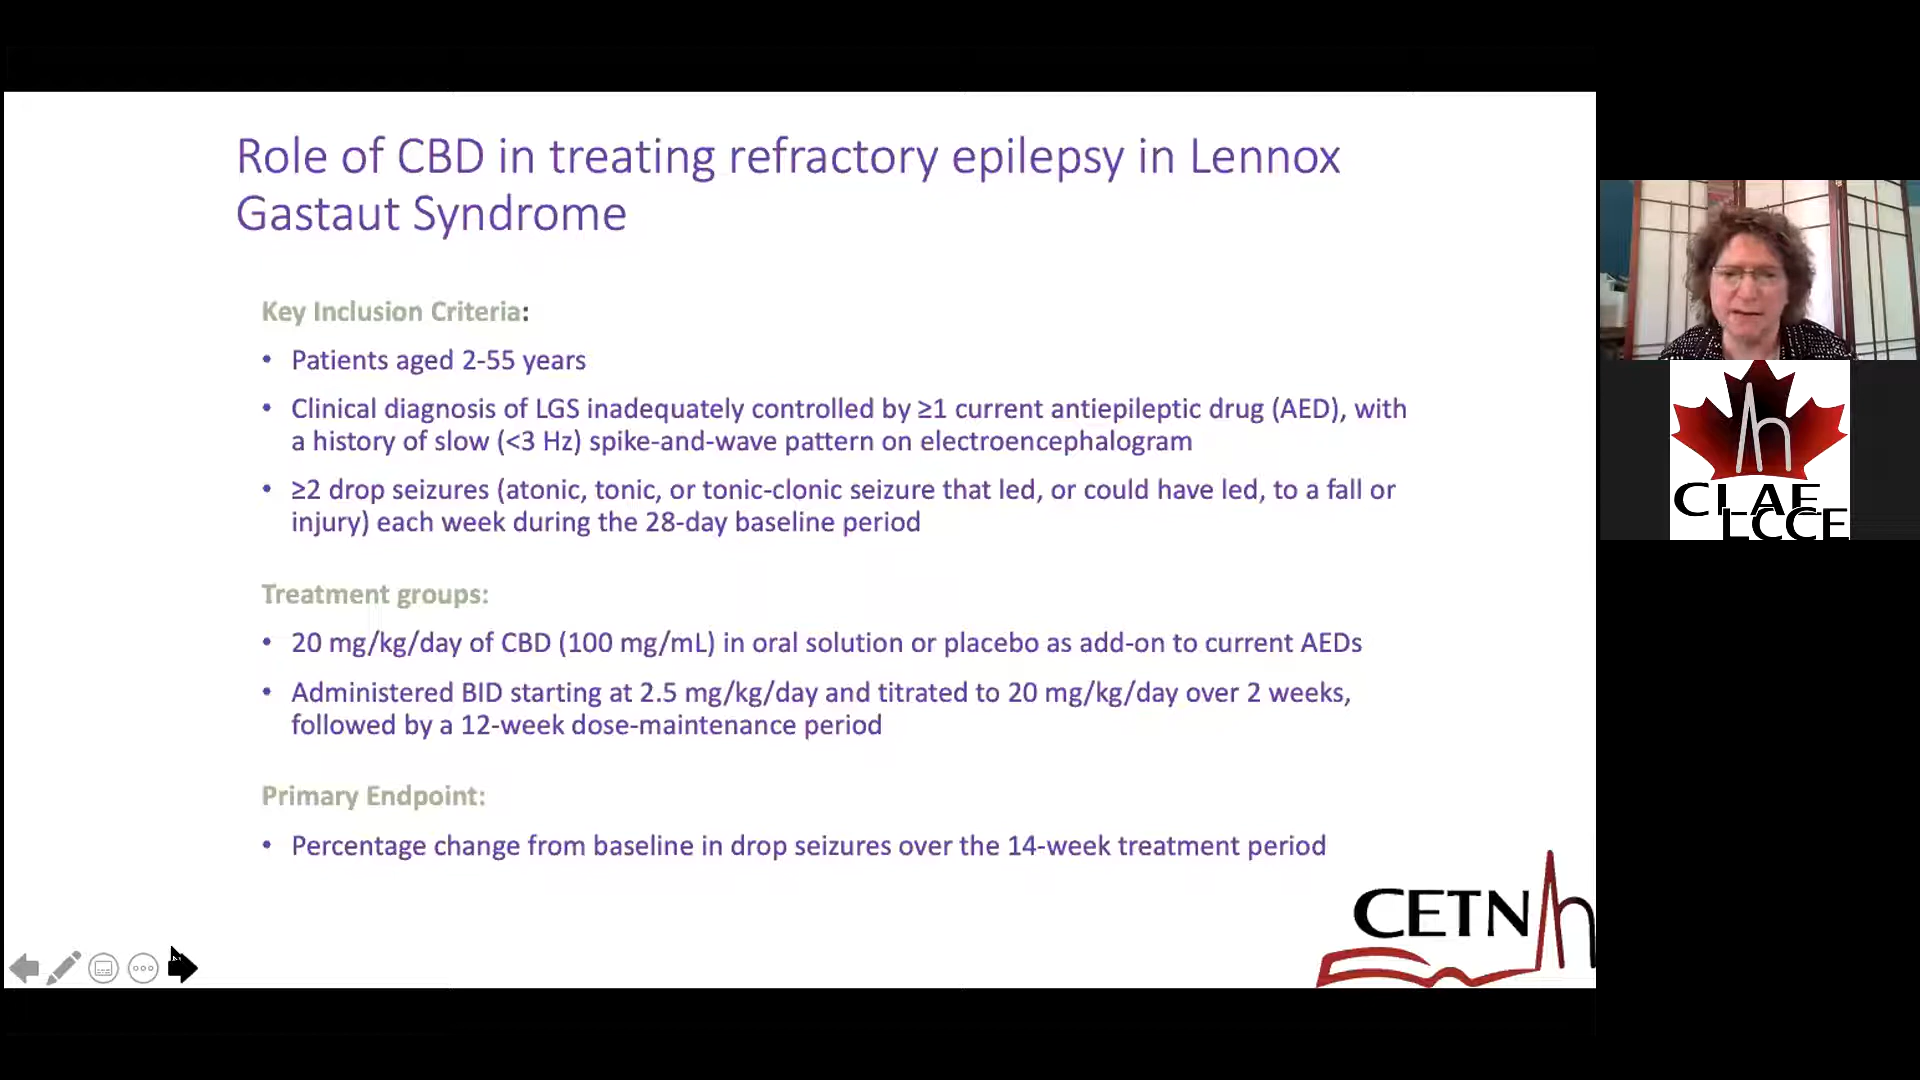 Role of CBD in treating refractory epilepsy in Lennox
Gastaut Syndrome
Key Inclusion Criteria:
• Patients aged 2-55 years
• Clinical diagnosis of LGS inadequately controlled by ≥1 current antiepileptic drug (AED), with
a history of slow (<3 Hz) spike-and-wave pattern on electroencephalogram
• ≥2 drop seizures (atonic, tonic, or tonic-clonic seizure that led, or could have led, to a fall or
injury) each week during the 28-day baseline period
Treatment groups:
• 20 mg/kg/day of CBD (100 mg/mL) in oral solution or placebo as add-on to current AEDs
• Administered BID starting at 2.5 mg/kg/day and titrated to 20 mg/kg/day over 2 weeks,
followed by a 12-week dose-maintenance period
Primary Endpoint:
• Percentage change from baseline in drop seizures over the 14-week treatment period
CETN
CLAE
LCCE